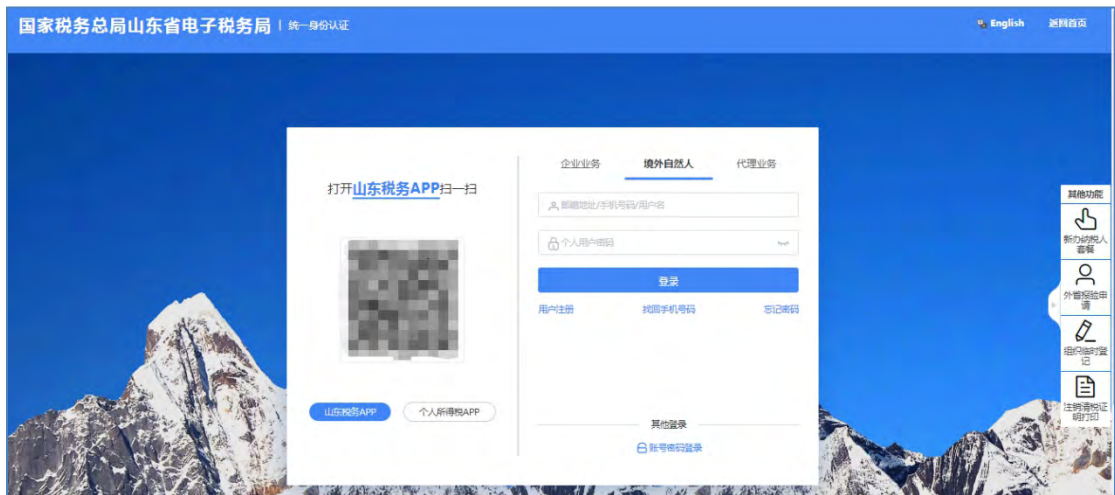 国家税务总局山东省电子税务局 | 统一身份认证
English 返回首页
打开山东税务APP扫一扫
山东税务APP 个人所得税APP
企业业务 境外自然人 代理业务
邮箱地址/手机号码/用户名
个人用户密码
登录
用户注册 找回手机号码 忘记密码
其他登录
账号密码登录
其他功能
新办纳税人
套餐
外管报验申
请
组织临时登
记
注销清税证
明打印